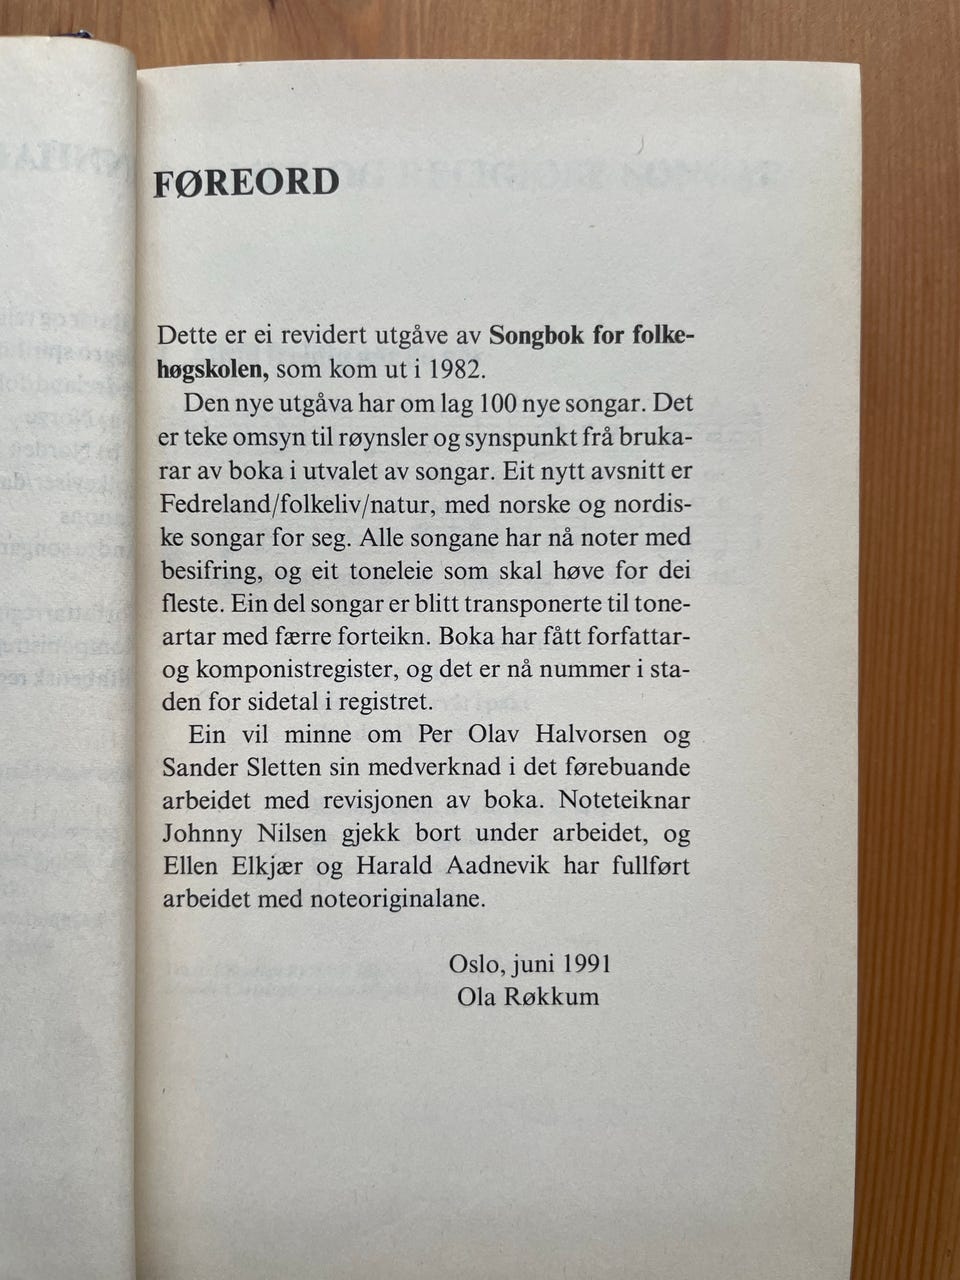 FØREORD
Dette er ei revidert utgåve av Songbok for folke-
høgskolen, som kom ut i 1982.
Den nye utgåva har om lag 100 nye songar. Det
er teke omsyn til røynsler og synspunkt frå bruka-
rar av boka i utvalet av songar. Eit nytt avsnitt er
Fedreland/folkeliv/natur, med norske og nordis-
ke songar for seg. Alle songane har nå noter med
besifring, og eit toneleie som skal høve for dei
fleste. Ein del songar er blitt transponerte til tone-
artar med færre forteikn. Boka har fått forfattar-
og komponistregister, og det er nå nummer i sta-
den for sidetal i registret.
Ein vil minne om Per Olav Halvorsen og
Sander Sletten sin medverknad i det førebuande
arbeidet med revisjonen av boka. Noteteiknar
Johnny Nilsen gjekk bort under arbeidet, og
Ellen Elkjær og Harald Aadnevik har fullført
arbeidet med noteoriginalane.
Oslo, juni 1991
Ola Røkkum